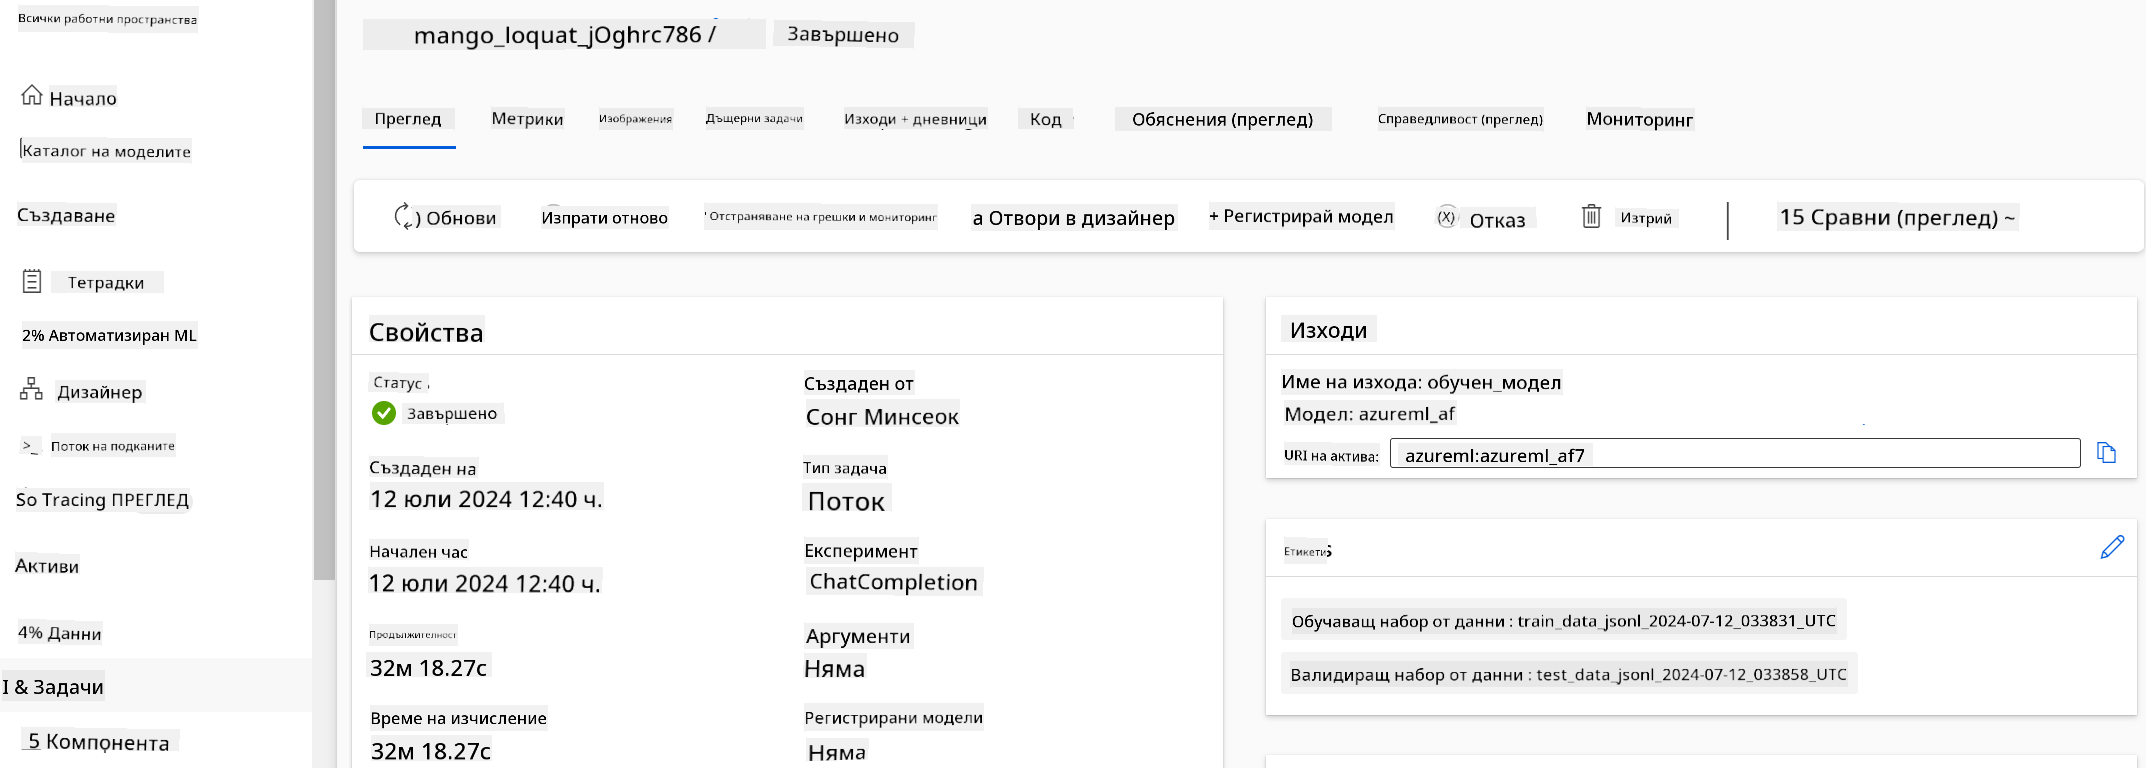 Всички работни пространства
Начало
Каталог на моделите
Създаване
Тетрадки
2% Автоматизиран ML
Дизайнер
>_ Поток на подканите
So Tracing ПРЕГЛЕД
Активи
4% Данни
I & Задачи
5 Компонента
mango_loquat_jOghrc786 / Завършено
Преглед Метрики Изображения Дъщерни задачи Изходи + дневници Код Обяснения (преглед) Справедливост (преглед) Мониторинг
) Обнови Изпрати отново ' Отстраняване на грешки и мониторинг а Отвори в дизайнер + Регистрирай модел (X) Отказ Изтрий 15 Сравни (преглед) ~
Свойства
Статус
Завършено
Създаден на
12 юли 2024 12:40 ч.
Начален час
12 юли 2024 12:40 ч.
Продължителност
32м 18.27с
Време на изчисление
32м 18.27с
Създаден от
Сонг Минсеок
Тип задача
Поток
Експеримент
ChatCompletion
Аргументи
Няма
Регистрирани модели
Няма
Изходи
Име на изхода: обучен_модел
Модел: azureml_af
URI на актива: azureml:azureml_af7
Етикети
Обучаващ набор от данни : train_data_jsonl_2024-07-12_033831_UTC
Валидиращ набор от данни : test_data_jsonl_2024-07-12_033858_UTC